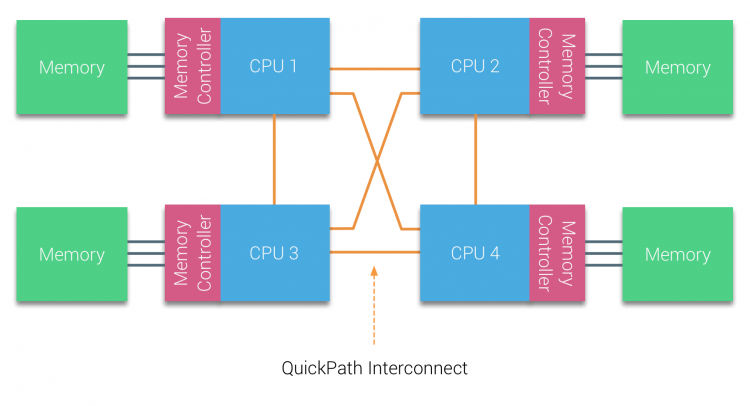 Memory
Memory
Controller
CPU 1
CPU 2
Memory
Controller
Memory
Memory
Memory
Controller
CPU 3
CPU 4
Memory
Controller
Memory
QuickPath Interconnect